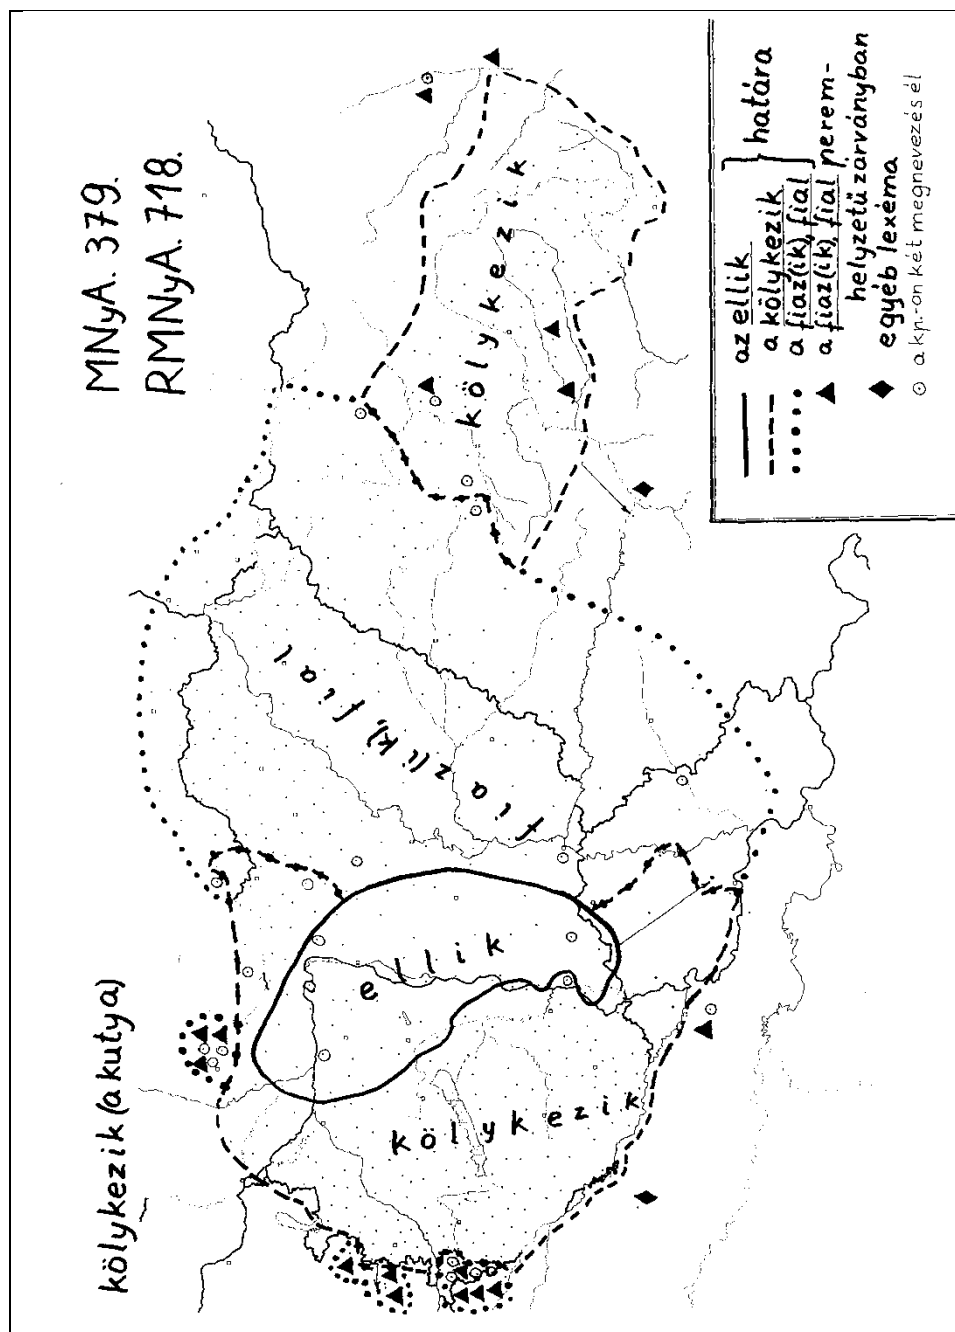 kölykezik (a kutya)
MNyA. 379.
RMNyA. 718.
kölykezik
ellik
fiaz(ik), fial
kölykezik
az ellik
a kölykezik
a fiaz(ik), fial
határa
a fiaz(ik), fial perem-
helyzetű zárványban
egyéb lexéma
a kp.-on két megnevezés él